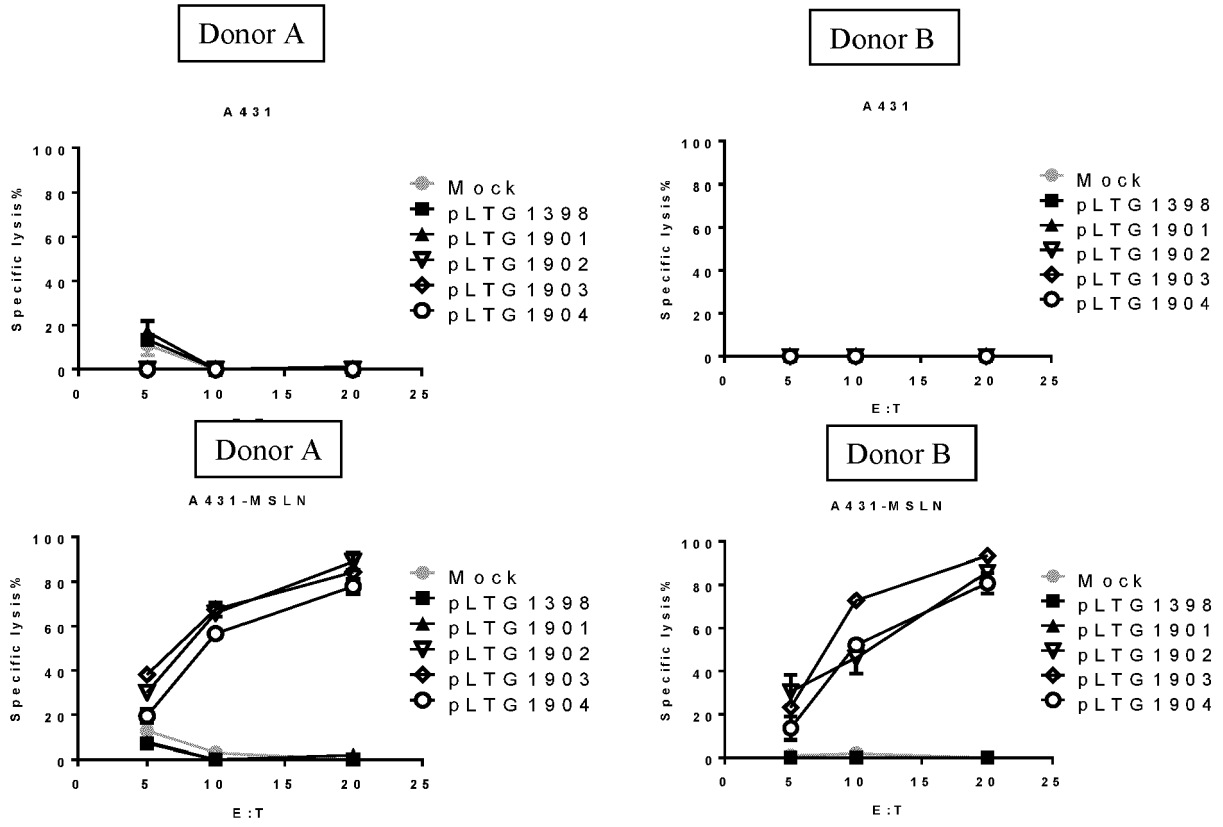 Donor A
A431
Specific lysis%
100
80
60
40
20
0
0 5 10 15 20 25
Mock
pLTG1398
pLTG1901
pLTG1902
pLTG1903
pLTG1904
Donor B
A431
Specific lysis%
100
80
60
40
20
0
0 5 10 15 20 25
E:T
Mock
pLTG1398
pLTG1901
pLTG1902
pLTG1903
pLTG1904
Donor A
A431-MSLN
Specific lysis%
100
80
60
40
20
0
0 5 10 15 20 25
E:T
Mock
pLTG1398
pLTG1901
pLTG1902
pLTG1903
pLTG1904
Donor B
A431-MSLN
Specific lysis%
100
80
60
40
20
0
0 5 10 15 20 25
E:T
Mock
pLTG1398
pLTG1901
pLTG1902
pLTG1903
pLTG1904